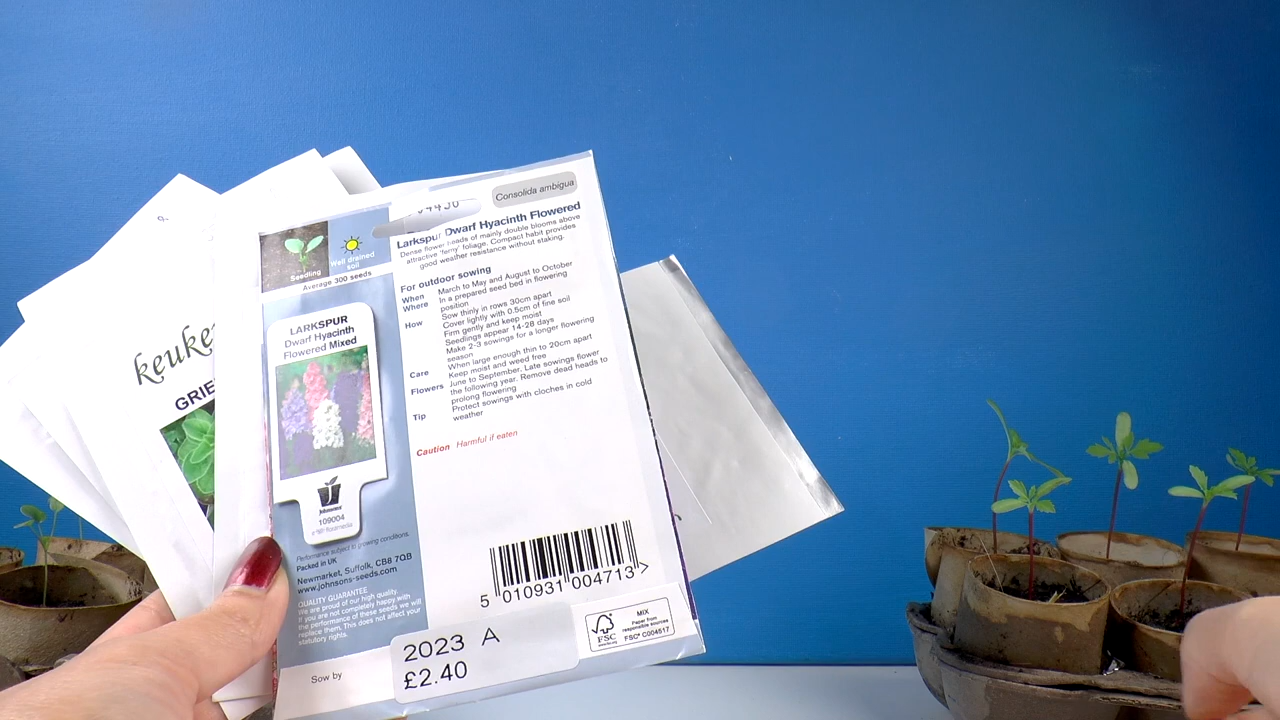 Consolida ambigua
Larkspur Dwarf Hyacinth Flowered
Dense flower heads of mainly double blooms above
attractive 'ferny' foliage. Compact habit provides
good weather resistance without staking.
For outdoor sowing
When March to May and August to October
Where In a prepared seed bed in flowering
position
How Sow thinly in rows 30cm apart
Cover lightly with 0.5cm of fine soil
Firm gently and keep moist
Seedlings appear 14-28 days
Make 2-3 sowings for a longer flowering
season
Care When large enough thin to 20cm apart
Keep moist and weed free
Flowers June to September. Late sowings flower
the following year. Remove dead heads to
prolong flowering
Tip Protect sowings with cloches in cold
weather
Caution Harmful if eaten
Seedling
Well drained
soil
Average 300 seeds
LARKSPUR
Dwarf Hyacinth
Flowered Mixed
Johnsons
109004
Performance subject to growing conditions.
Packed in UK
Newmarket, Suffolk, CB8 7QB
www.johnsons-seeds.com
QUALITY GUARANTEE
We are proud of our high quality.
If you are not completely happy with
the performance of these seeds we will
replace them. This does not affect your
statutory rights.
Sow by
2023 A
£2.40
5 010931 004713 >
FSC
MIX
Paper from
responsible sources
FSC® C004517
keuke
GRIE